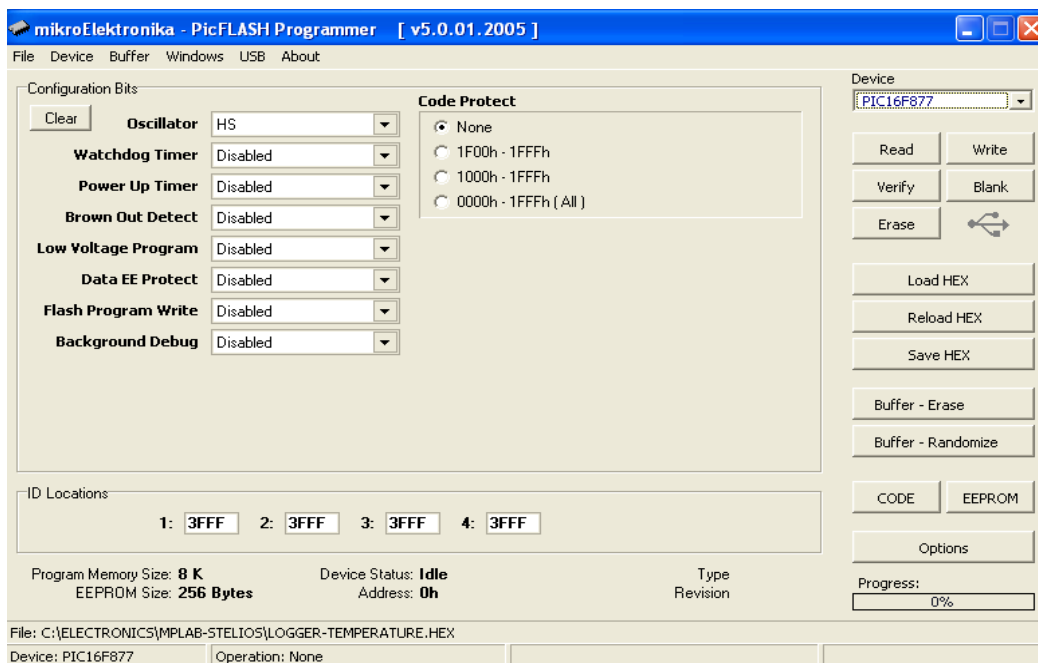 mikroElektronika - PicFLASH Programmer [ v5.0.01.2005 ]
File Device Buffer Windows USB About
Configuration Bits
Clear
Oscillator HS
Watchdog Timer Disabled
Power Up Timer Disabled
Brown Out Detect Disabled
Low Voltage Program Disabled
Data EE Protect Disabled
Flash Program Write Disabled
Background Debug Disabled
Code Protect
None
1F00h - 1FFFh
1000h - 1FFFh
0000h - 1FFFh ( All )
Device
PIC16F877
Read Write
Verify Blank
Erase
Load HEX
Reload HEX
Save HEX
Buffer - Erase
Buffer - Randomize
CODE EEPROM
Options
Progress:
0%
ID Locations
1: 3FFF 2: 3FFF 3: 3FFF 4: 3FFF
Program Memory Size: 8 K Device Status: Idle Type
EEPROM Size: 256 Bytes Address: 0h Revision
File: C:\ELECTRONICS\MPLAB-STELIOS\LOGGER-TEMPERATURE.HEX
Device: PIC16F877 Operation: None